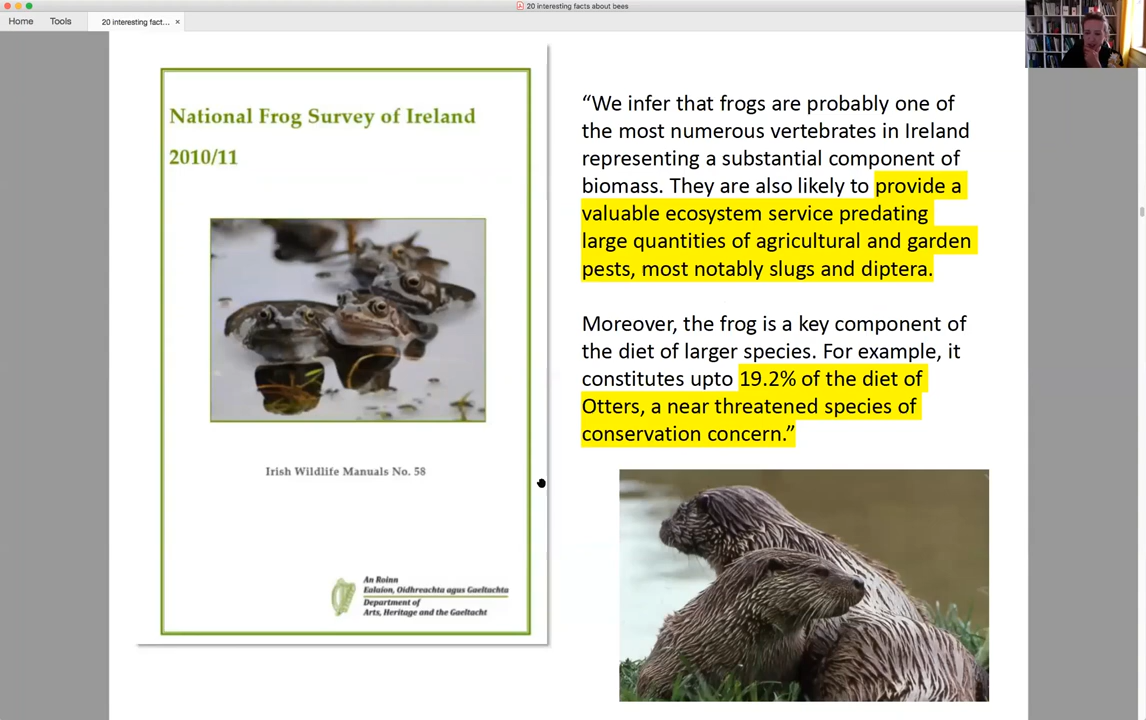 20 interesting facts about bees
Home
Tools
20 interesting fact...
National Frog Survey of Ireland
2010/11
Irish Wildlife Manuals No. 58
An Roinn
Ealaíon, Oidhreachta agus Gaeltachta
Department of
Arts, Heritage and the Gaeltacht
“We infer that frogs are probably one of
the most numerous vertebrates in Ireland
representing a substantial component of
biomass. They are also likely to provide a
valuable ecosystem service predating
large quantities of agricultural and garden
pests, most notably slugs and diptera.
Moreover, the frog is a key component of
the diet of larger species. For example, it
constitutes upto 19.2% of the diet of
Otters, a near threatened species of
conservation concern.”